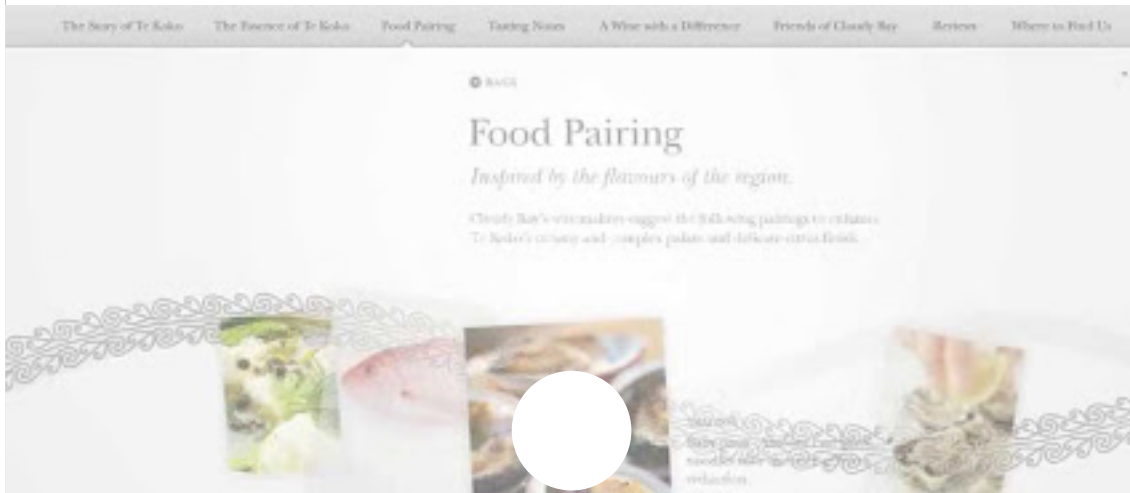 The Story of Te Koko The Essence of Te Koko Food Pairing Tasting Notes A Wine with a Difference Friends of Cloudy Bay Reviews Where to Find Us
BACK
Food Pairing
Inspired by the flavours of the region.
Cloudy Bay's winemakers suggest the following pairings to enhance
Te Koko's creamy and complex palate and delicate citrus finish.
reduction